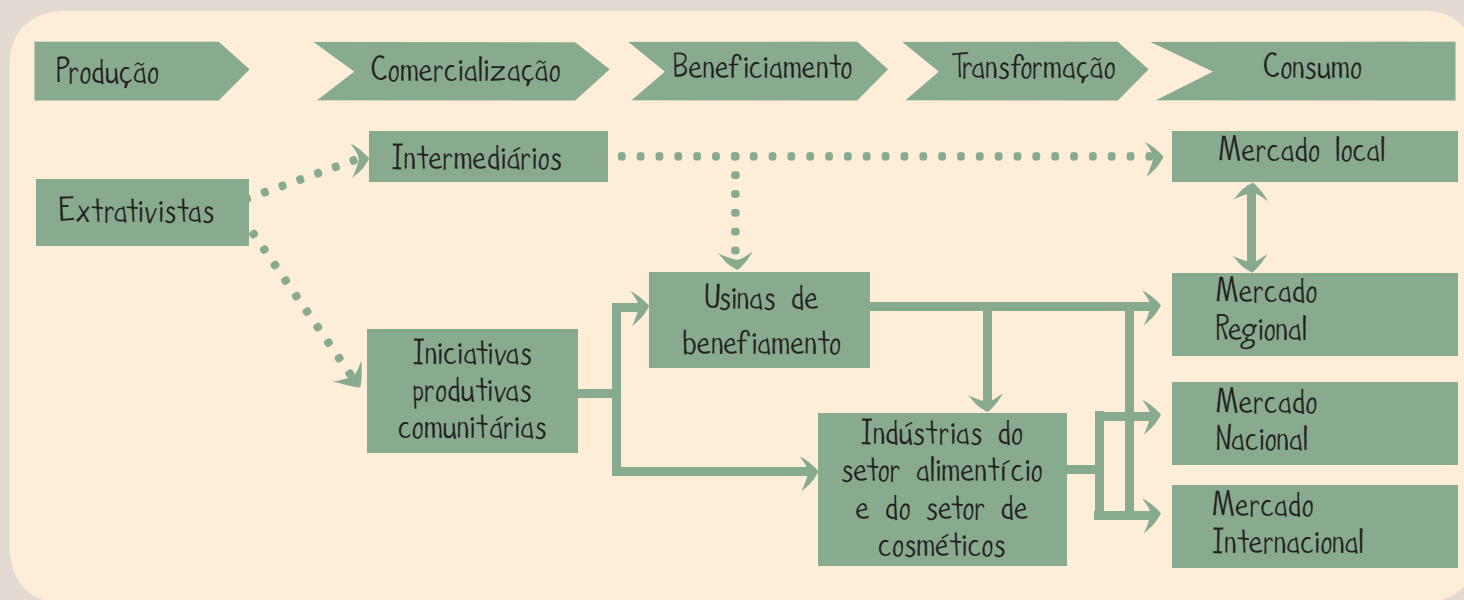 Produção
Comercialização
Beneficiamento
Transformação
Consumo
Intermediários
Mercado local
Extrativistas
Usinas de
benefiamento
Mercado
Regional
Iniciativas
produtivas
comunitárias
Mercado
Nacional
Indústrias do
setor alimentício
e do setor de
cosméticos
Mercado
Internacional